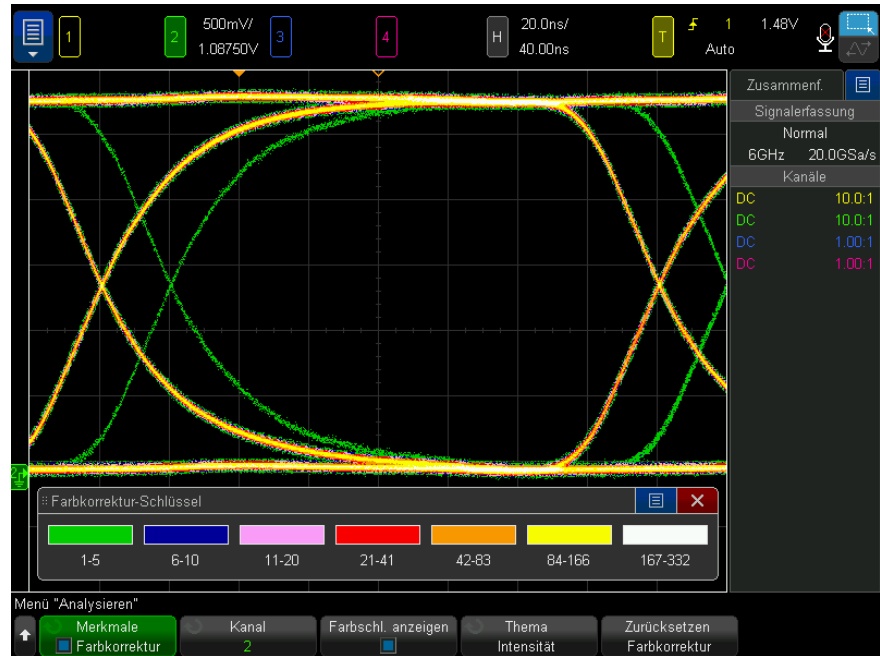 1
2
500mV/
1.08750V
3
4
H
20.0ns/
40.00ns
T
1
1.48V
Auto
Zusammenf.
Signalerfassung
Normal
6GHz 20.0GSa/s
Kanäle
DC 10.0:1
DC 10.0:1
DC 1.00:1
DC 1.00:1
2
Farbkorrektur-Schlüssel
1-5 6-10 11-20 21-41 42-83 84-166 167-332
Menü "Analysieren"
Merkmale
Farbkorrektur
Kanal
2
Farbschl. anzeigen
Thema
Intensität
Zurücksetzen
Farbkorrektur